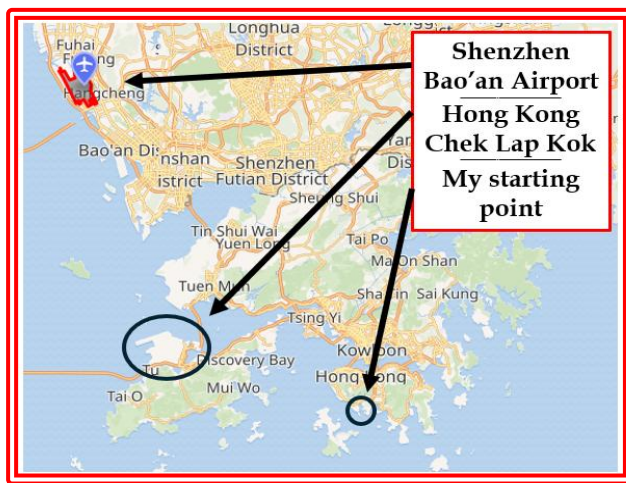 Longhua
District
Fuhai
Hangcheng
Bao'an Dis
nshan
istrict
Shenzhen
Futian District
Sheung Shui
Tin Shui Wai
Yuen Long
Tai Po
Ma On Shan
Tuen Mun
Sha Tin
Sai Kung
Tsing Yi
Kowloon
Discovery Bay
Hong Kong
Tu
Mui Wo
Tai O
Shenzhen
Bao'an Airport
Hong Kong
Chek Lap Kok
My starting
point